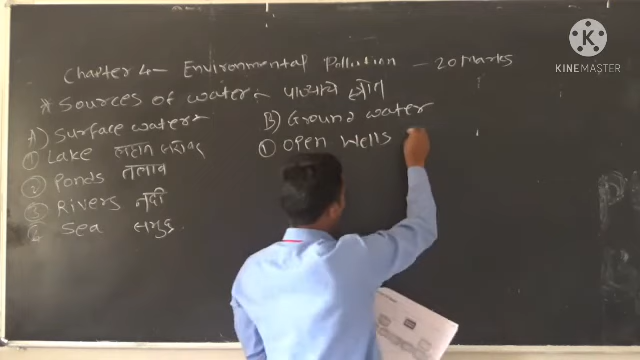 Chapter 4 - Environmental Pollution - 20 Marks
* Sources of water - पाण्याचे स्रोत
A) Surface water -
① Lake
② Ponds तलाव
③ Rivers नदी
④ Sea समुद्र
B) Ground water
① Open Wells
KINEMASTER